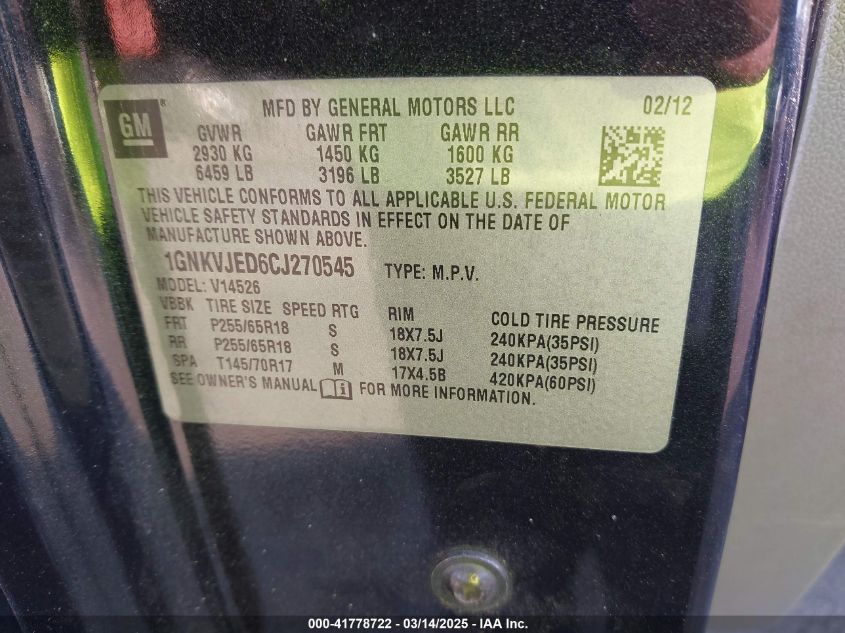 GM ® MFD BY GENERAL MOTORS LLC 02/12
GVWR GAWR FRT GAWR RR
2930 KG 1450 KG 1600 KG
6459 LB 3196 LB 3527 LB
THIS VEHICLE CONFORMS TO ALL APPLICABLE U.S. FEDERAL MOTOR
VEHICLE SAFETY STANDARDS IN EFFECT ON THE DATE OF
MANUFACTURE SHOWN ABOVE.
1GNKVJED6CJ270545 TYPE: M.P.V.
MODEL: V14526
VBBK TIRE SIZE SPEED RTG RIM COLD TIRE PRESSURE
FRT P255/65R18 S 18X7.5J 240KPA(35PSI)
RR P255/65R18 S 18X7.5J 240KPA(35PSI)
SPA T145/70R17 M 17X4.5B 420KPA(60PSI)
SEE OWNER'S MANUAL i FOR MORE INFORMATION.
000-41778722 - 03/14/2025 - IAA Inc.